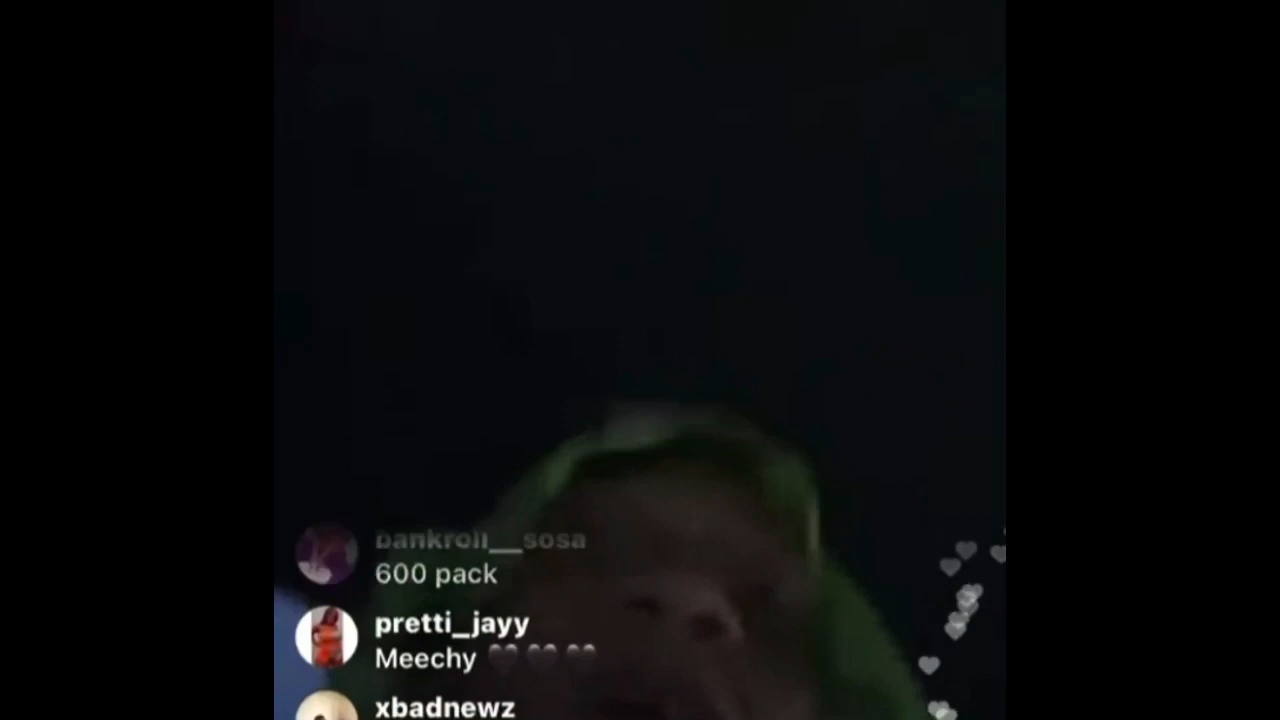 bankroll__sosa
600 pack
pretti_jayy
Meechy 🖤🖤🖤
xbadnewz